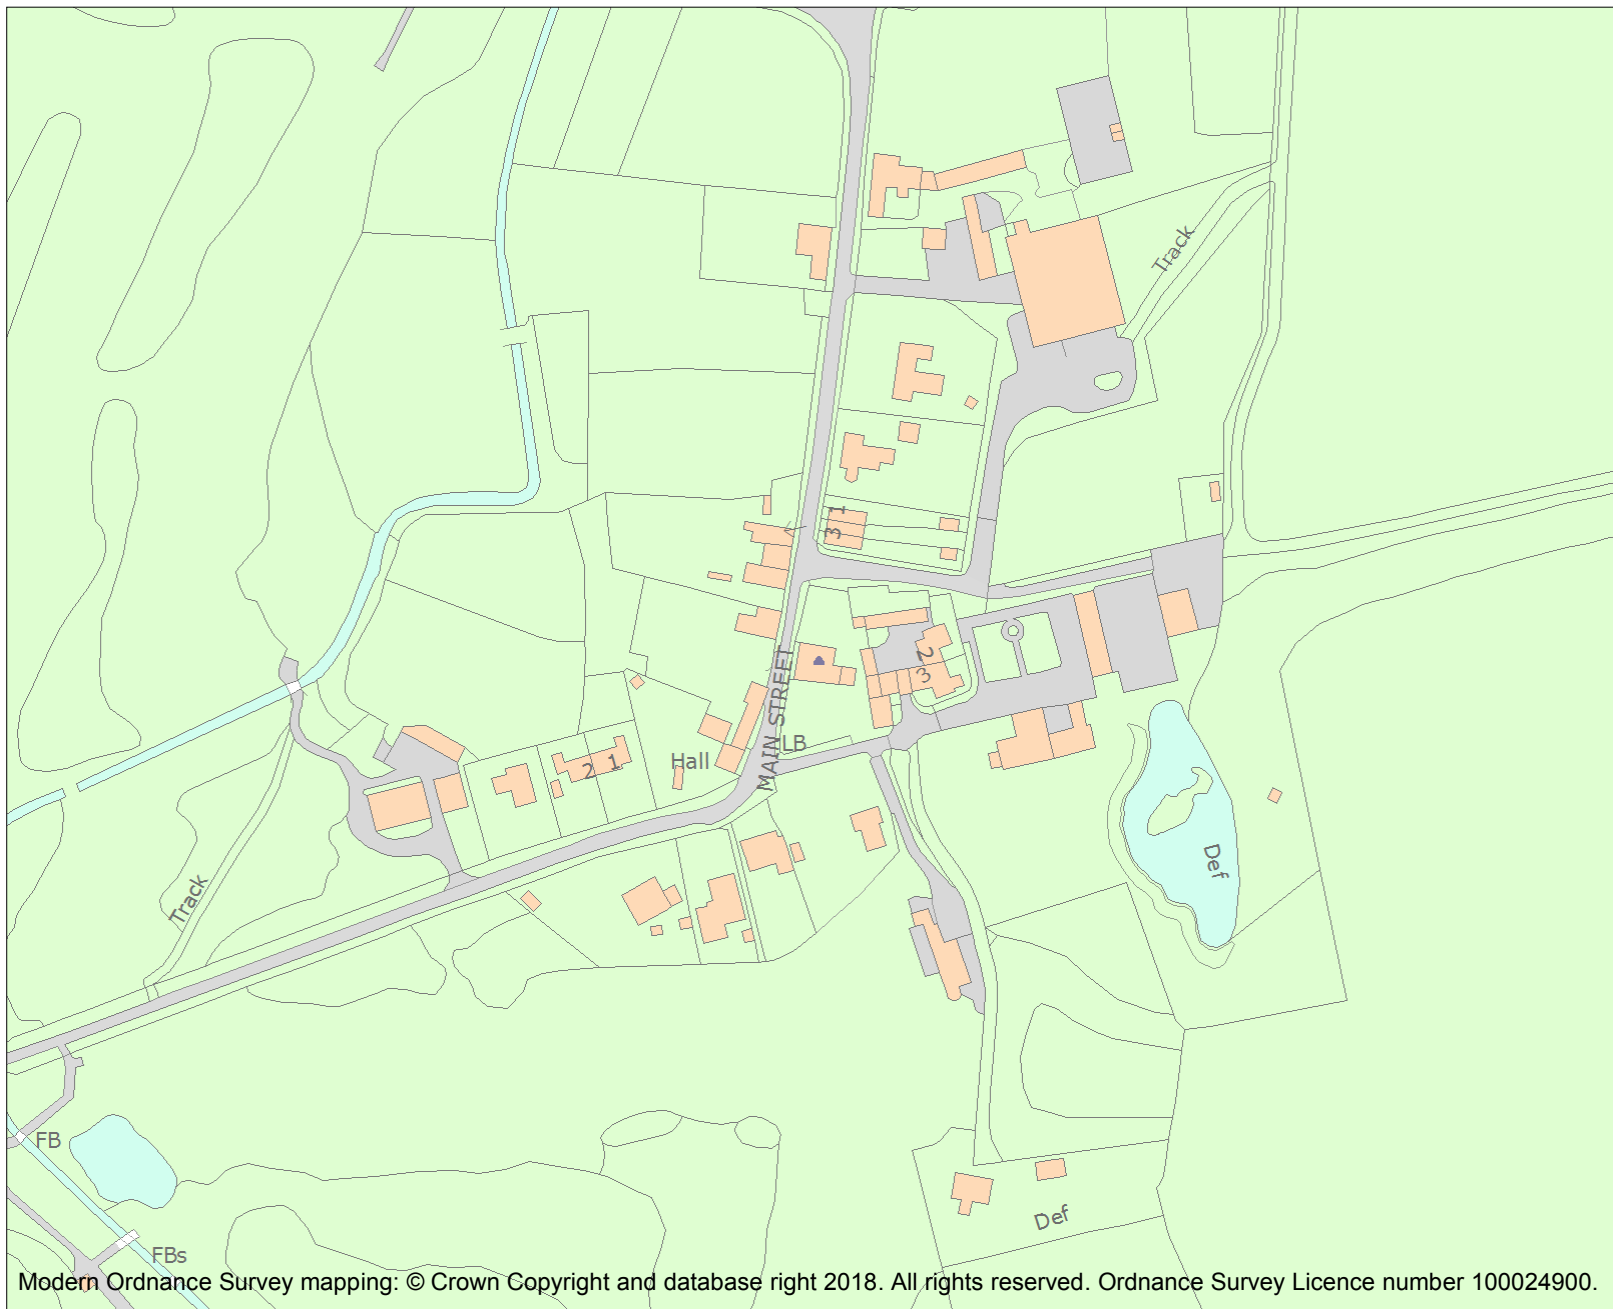 Track
1
3
2
3
MAIN STREET
LB
Hall
2 1
Def
Track
FB
Def
FBs
Modern Ordnance Survey mapping: © Crown Copyright and database right 2018. All rights reserved. Ordnance Survey Licence number 100024900.